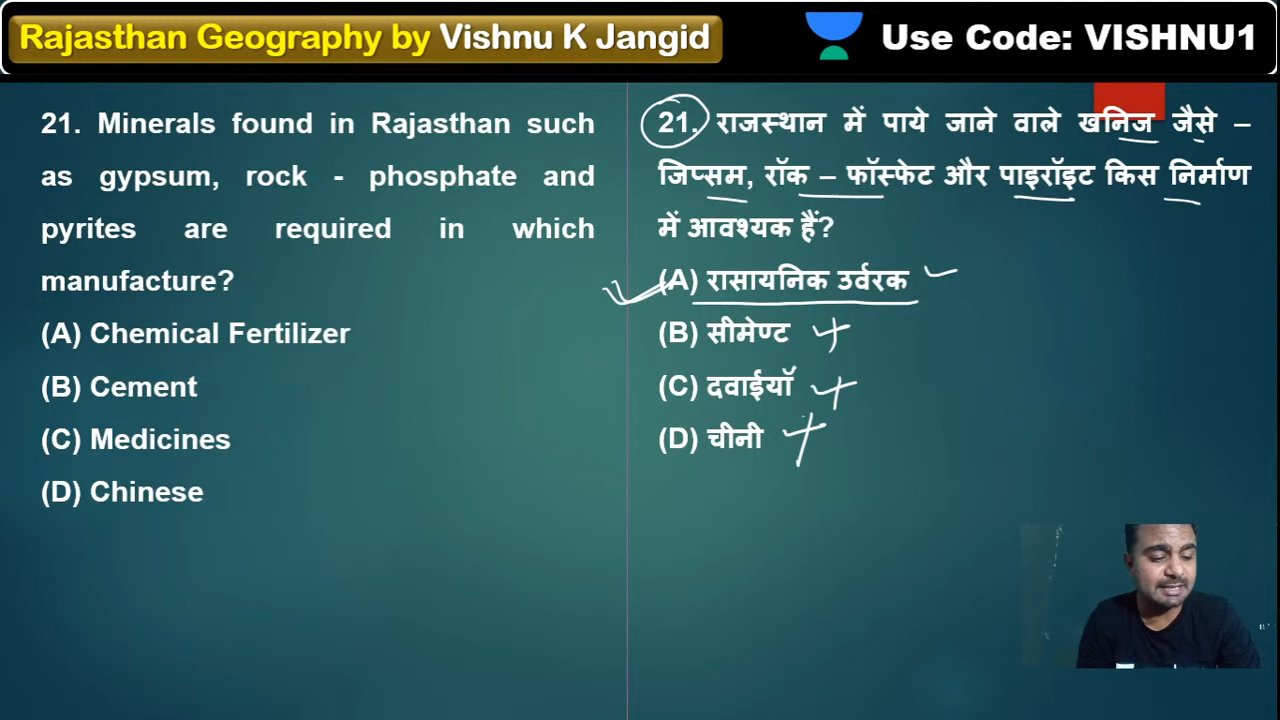 Rajasthan Geography by Vishnu K Jangid
Use Code: VISHNU1
21. Minerals found in Rajasthan such
as gypsum, rock - phosphate and
pyrites are required in which
manufacture?
(A) Chemical Fertilizer
(B) Cement
(C) Medicines
(D) Chinese
21. राजस्थान में पाये जाने वाले खनिज जैसे –
जिप्सम, रॉक – फॉस्फेट और पाइरॉइट किस निर्माण
में आवश्यक हैं?
(A) रासायनिक उर्वरक
(B) सीमेण्ट
(C) दवाईयॉ
(D) चीनी